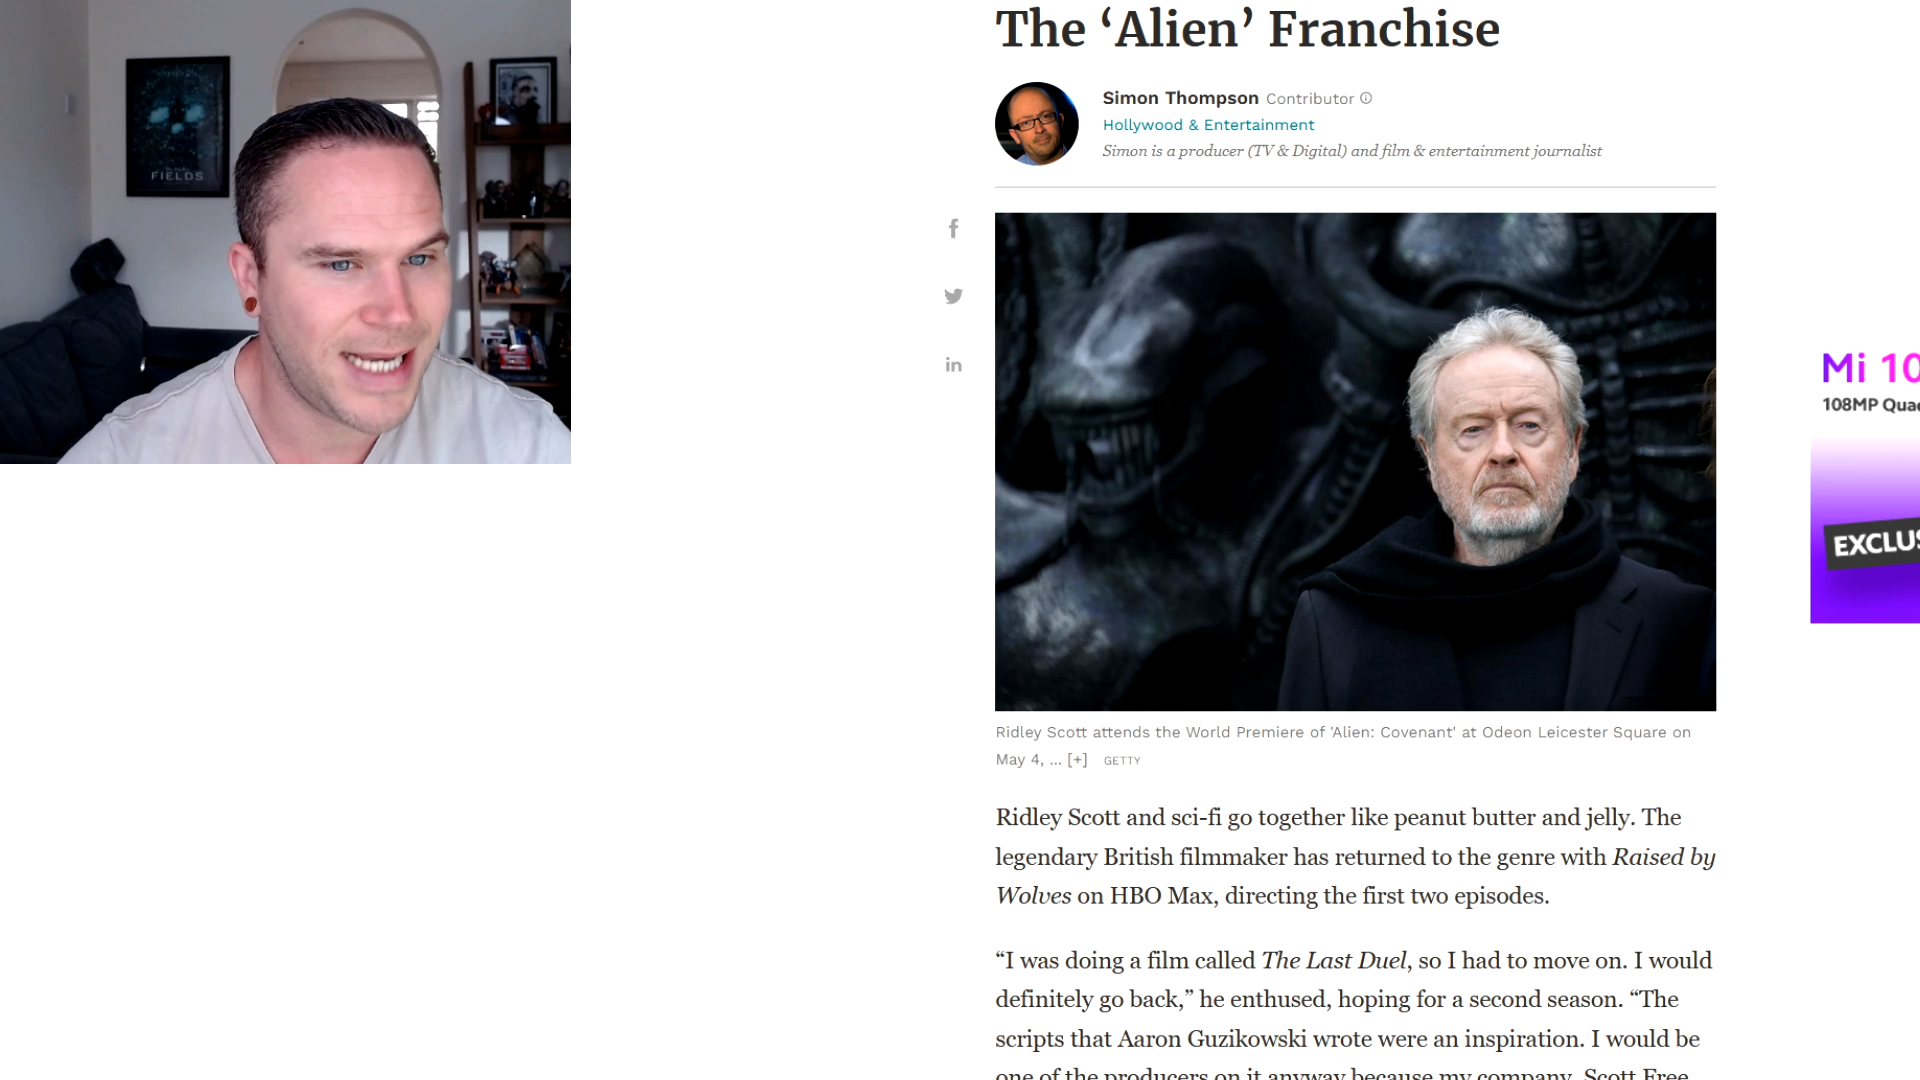 The ‘Alien’ Franchise
Simon Thompson Contributor
Hollywood & Entertainment
Simon is a producer (TV & Digital) and film & entertainment journalist
FIELDS
f
in
Mi 10
108MP Quad
EXCLUS
Ridley Scott attends the World Premiere of 'Alien: Covenant' at Odeon Leicester Square on
May 4, ... [+] GETTY
Ridley Scott and sci-fi go together like peanut butter and jelly. The
legendary British filmmaker has returned to the genre with Raised by
Wolves on HBO Max, directing the first two episodes.
“I was doing a film called The Last Duel, so I had to move on. I would
definitely go back,” he enthused, hoping for a second season. “The
scripts that Aaron Guzikowski wrote were an inspiration. I would be
one of the producers on it anyway because my company, Scott Free